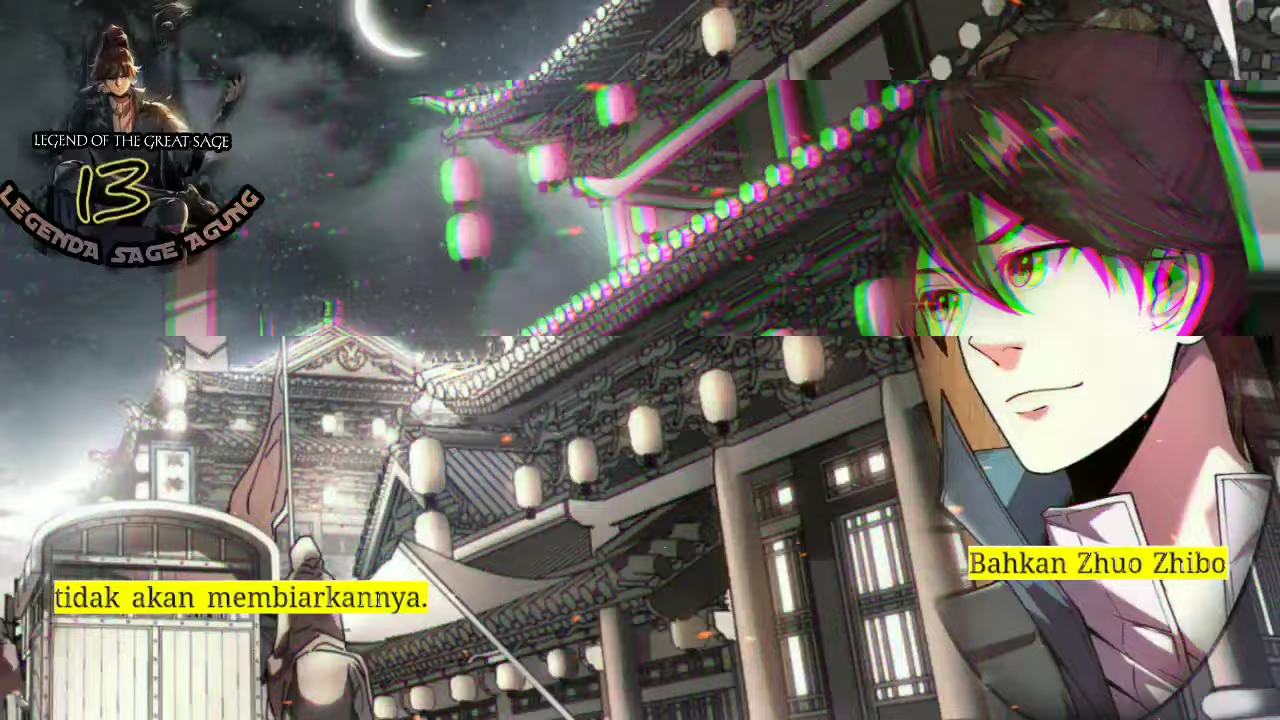 LEGEND OF THE GREAT SAGE
13
LEGENDA SAGE AGUNG
Bahkan Zhuo Zhibo
tidak akan membiarkannya.